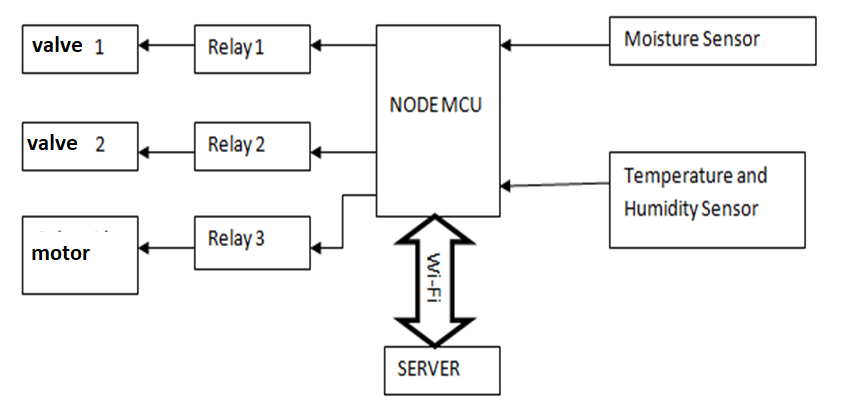 valve 1
Relay 1
NODE MCU
Moisture Sensor
valve 2
Relay 2
Temperature and
Humidity Sensor
motor
Relay 3
Wi-Fi
SERVER